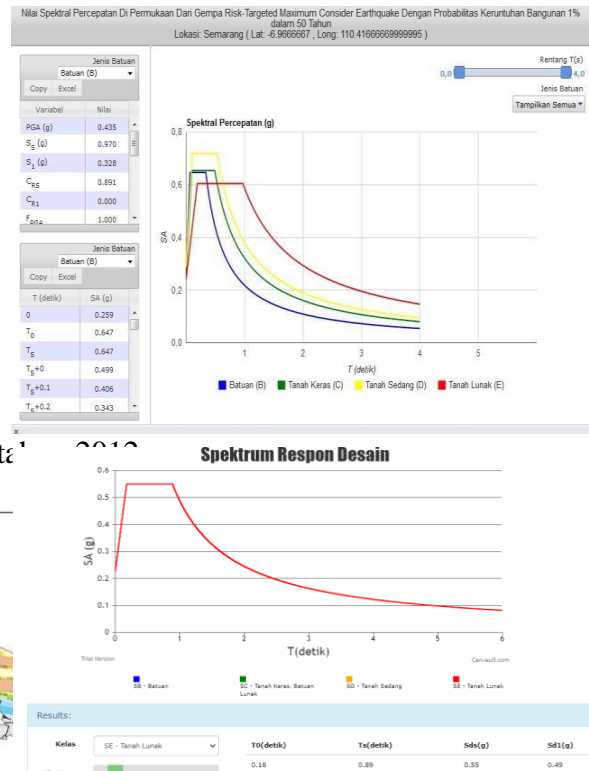 Nilai Spektral Percepatan Di Permukaan Dari Gempa Risk-Targeted Maximum Consider Earthquake Dengan Probabilitas Keruntuhan Bangunan 1%
dalam 50 Tahun
Lokasi: Semarang ( Lat: -6.9666667 , Long: 110.41666669999995 )
Jenis Batuan
Batuan (B)
Copy Excel
Variabel Nilai
PGA (g) 0.435
SS (g) 0.970
S1 (g) 0.328
CRS 0.891
CR1 0.000
FPGA 1.000
Jenis Batuan
Batuan (B)
Copy Excel
T (detik) SA (g)
0 0.259
T0 0.647
TS 0.647
TS+0 0.499
TS+0.1 0.406
TS+0.2 0.343
x
Rentang T(s)
0,0 4,0
Jenis Batuan
Tampilkan Semua
Spektral Percepatan (g)
0,8
0,6
0,4
0,2
0,0
SA
1 2 3 4 5
T (detik)
Batuan (B) Tanah Keras (C) Tanah Sedang (D) Tanah Lunak (E)
2012
Spektrum Respon Desain
0.6
0.5
0.4
0.3
0.2
0.1
0
SA (g)
0 1 2 3 4 5 6
T(detik)
Trial Version CanvasJS.com
SB - Batuan SC - Tanah Keras, Batuan Lunak SD - Tanah Sedang SE - Tanah Lunak
Results:
Kelas SE - Tanah Lunak
T0(detik) Ts(detik) Sds(g) Sd1(g)
0.18 0.89 0.55 0.49